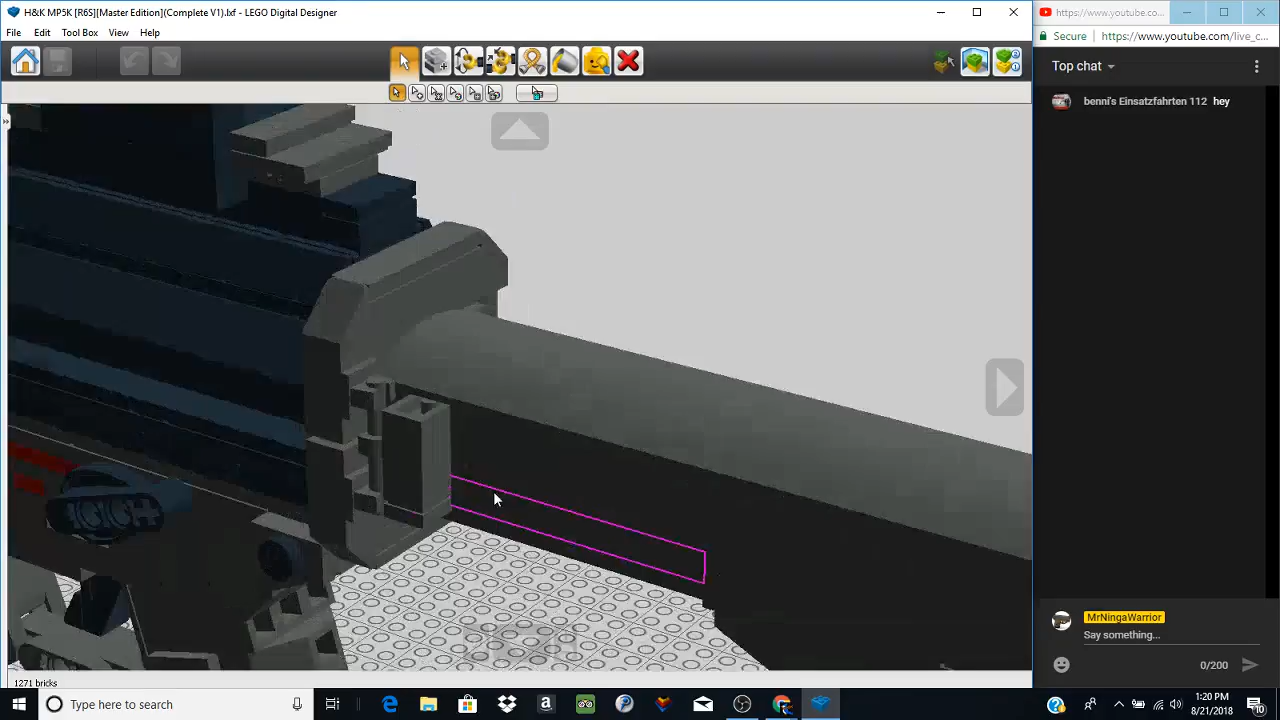 H&K MP5K [R6S][Master Edition](Complete V1).lxf - LEGO Digital Designer
File Edit Tool Box View Help
1271 bricks
Type here to search
1:20 PM
8/21/2018
https://www.youtube.co...
Secure https://www.youtube.com/live_c...
Top chat
benni's Einsatzfahrten 112 hey
MrNingaWarrior
Say something...
0/200